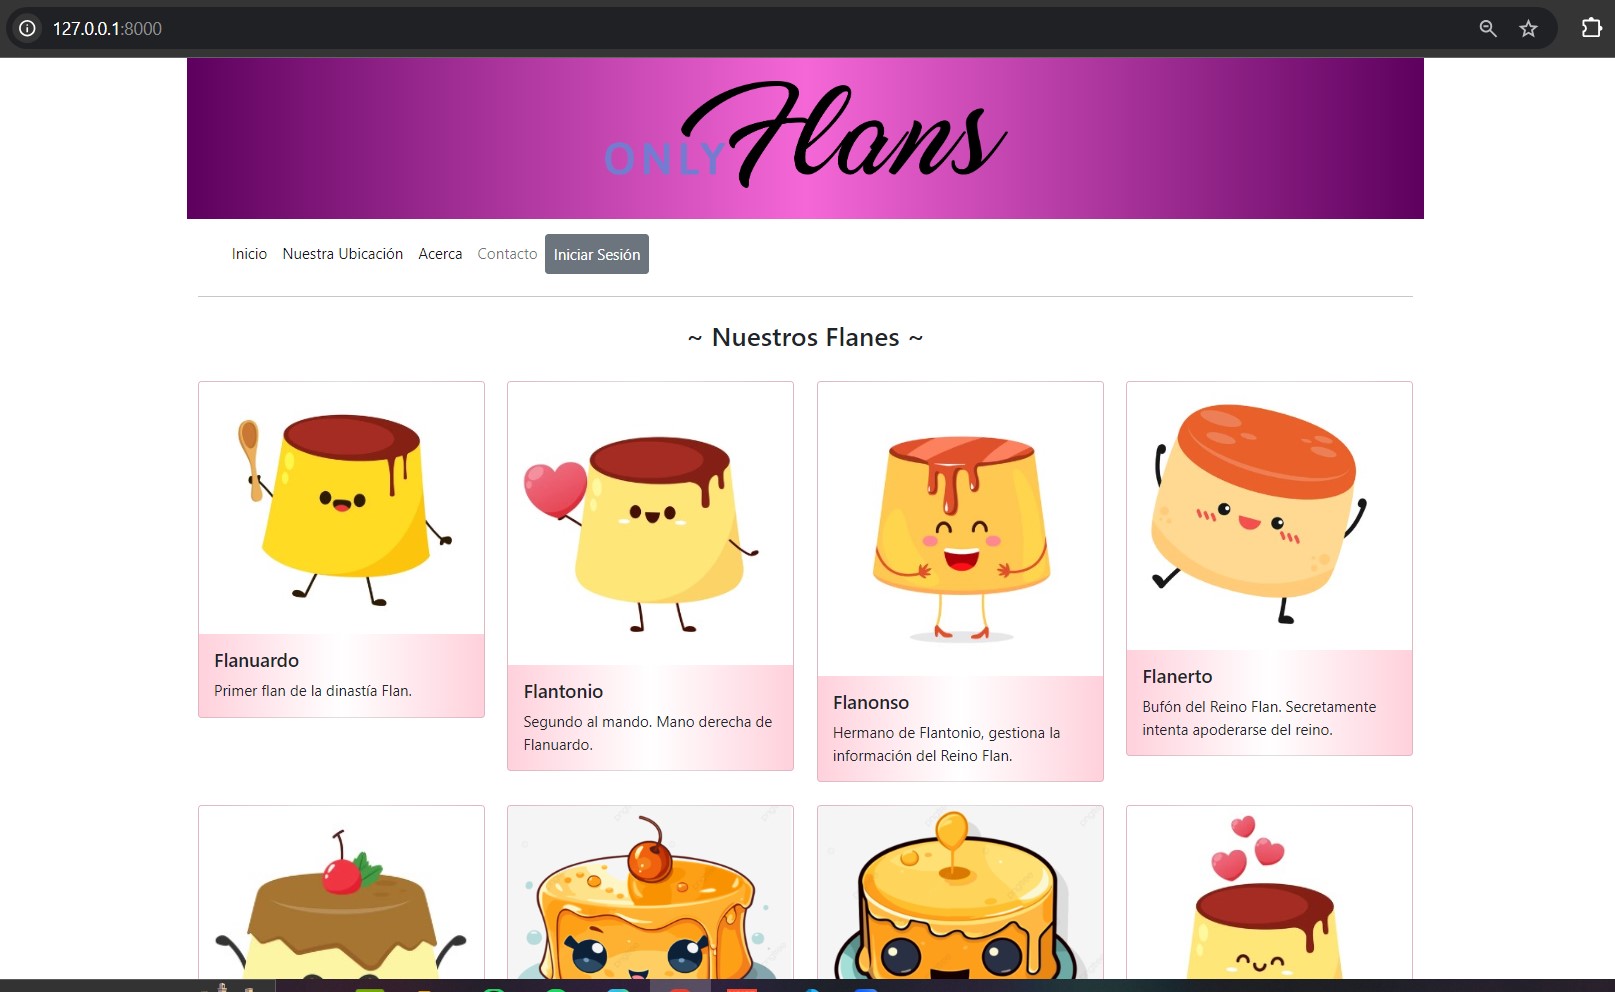 127.0.0.1:8000
ONLY Flans
Inicio Nuestra Ubicación Acerca Contacto Iniciar Sesión
~ Nuestros Flanes ~
Flanuardo
Primer flan de la dinastía Flan.
Flantonio
Segundo al mando. Mano derecha de
Flanuardo.
Flanonso
Hermano de Flantonio, gestiona la
información del Reino Flan.
Flanerto
Bufón del Reino Flan. Secretamente
intenta apoderarse del reino.